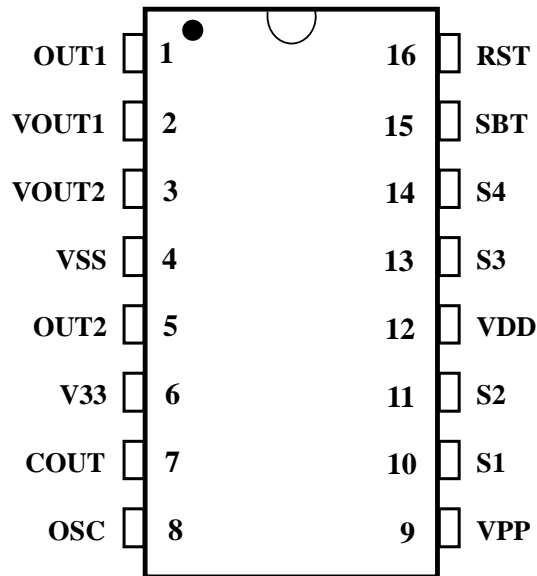 OUT1 1 16 RST
VOUT1 2 15 SBT
VOUT2 3 14 S4
VSS 4 13 S3
OUT2 5 12 VDD
V33 6 11 S2
COUT 7 10 S1
OSC 8 9 VPP